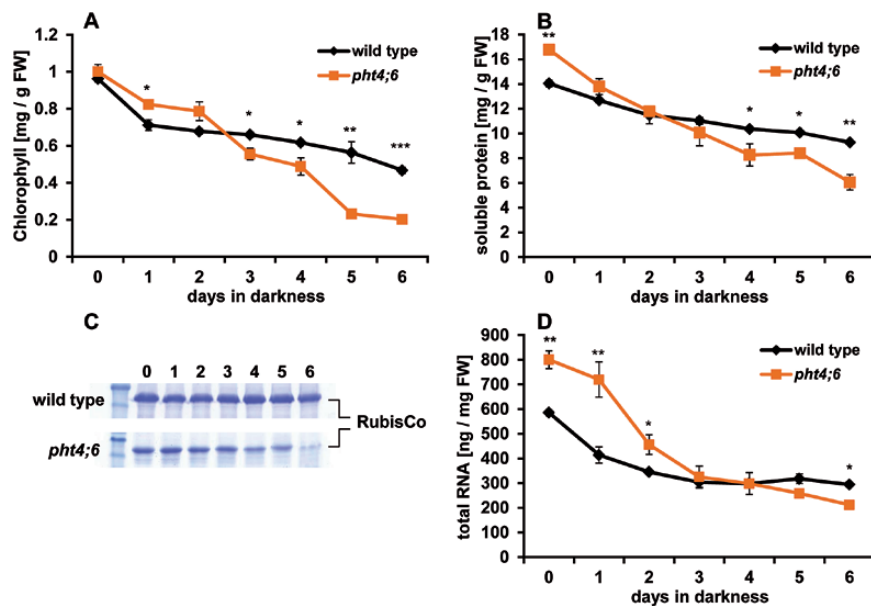 A
wild type
pht4;6
Chlorophyll [mg / g FW]
1.2
1
0.8
0.6
0.4
0.2
0
*
*
*
**
***
0 1 2 3 4 5 6
days in darkness
B
wild type
pht4;6
soluble protein [mg / g FW]
18
16
14
12
10
8
6
4
2
0
**
*
*
**
0 1 2 3 4 5 6
days in darkness
C
0 1 2 3 4 5 6
wild type
RubisCo
pht4;6
D
wild type
pht4;6
total RNA [ng / mg FW]
900
800
700
600
500
400
300
200
100
0
**
**
*
*
0 1 2 3 4 5 6
days in darkness